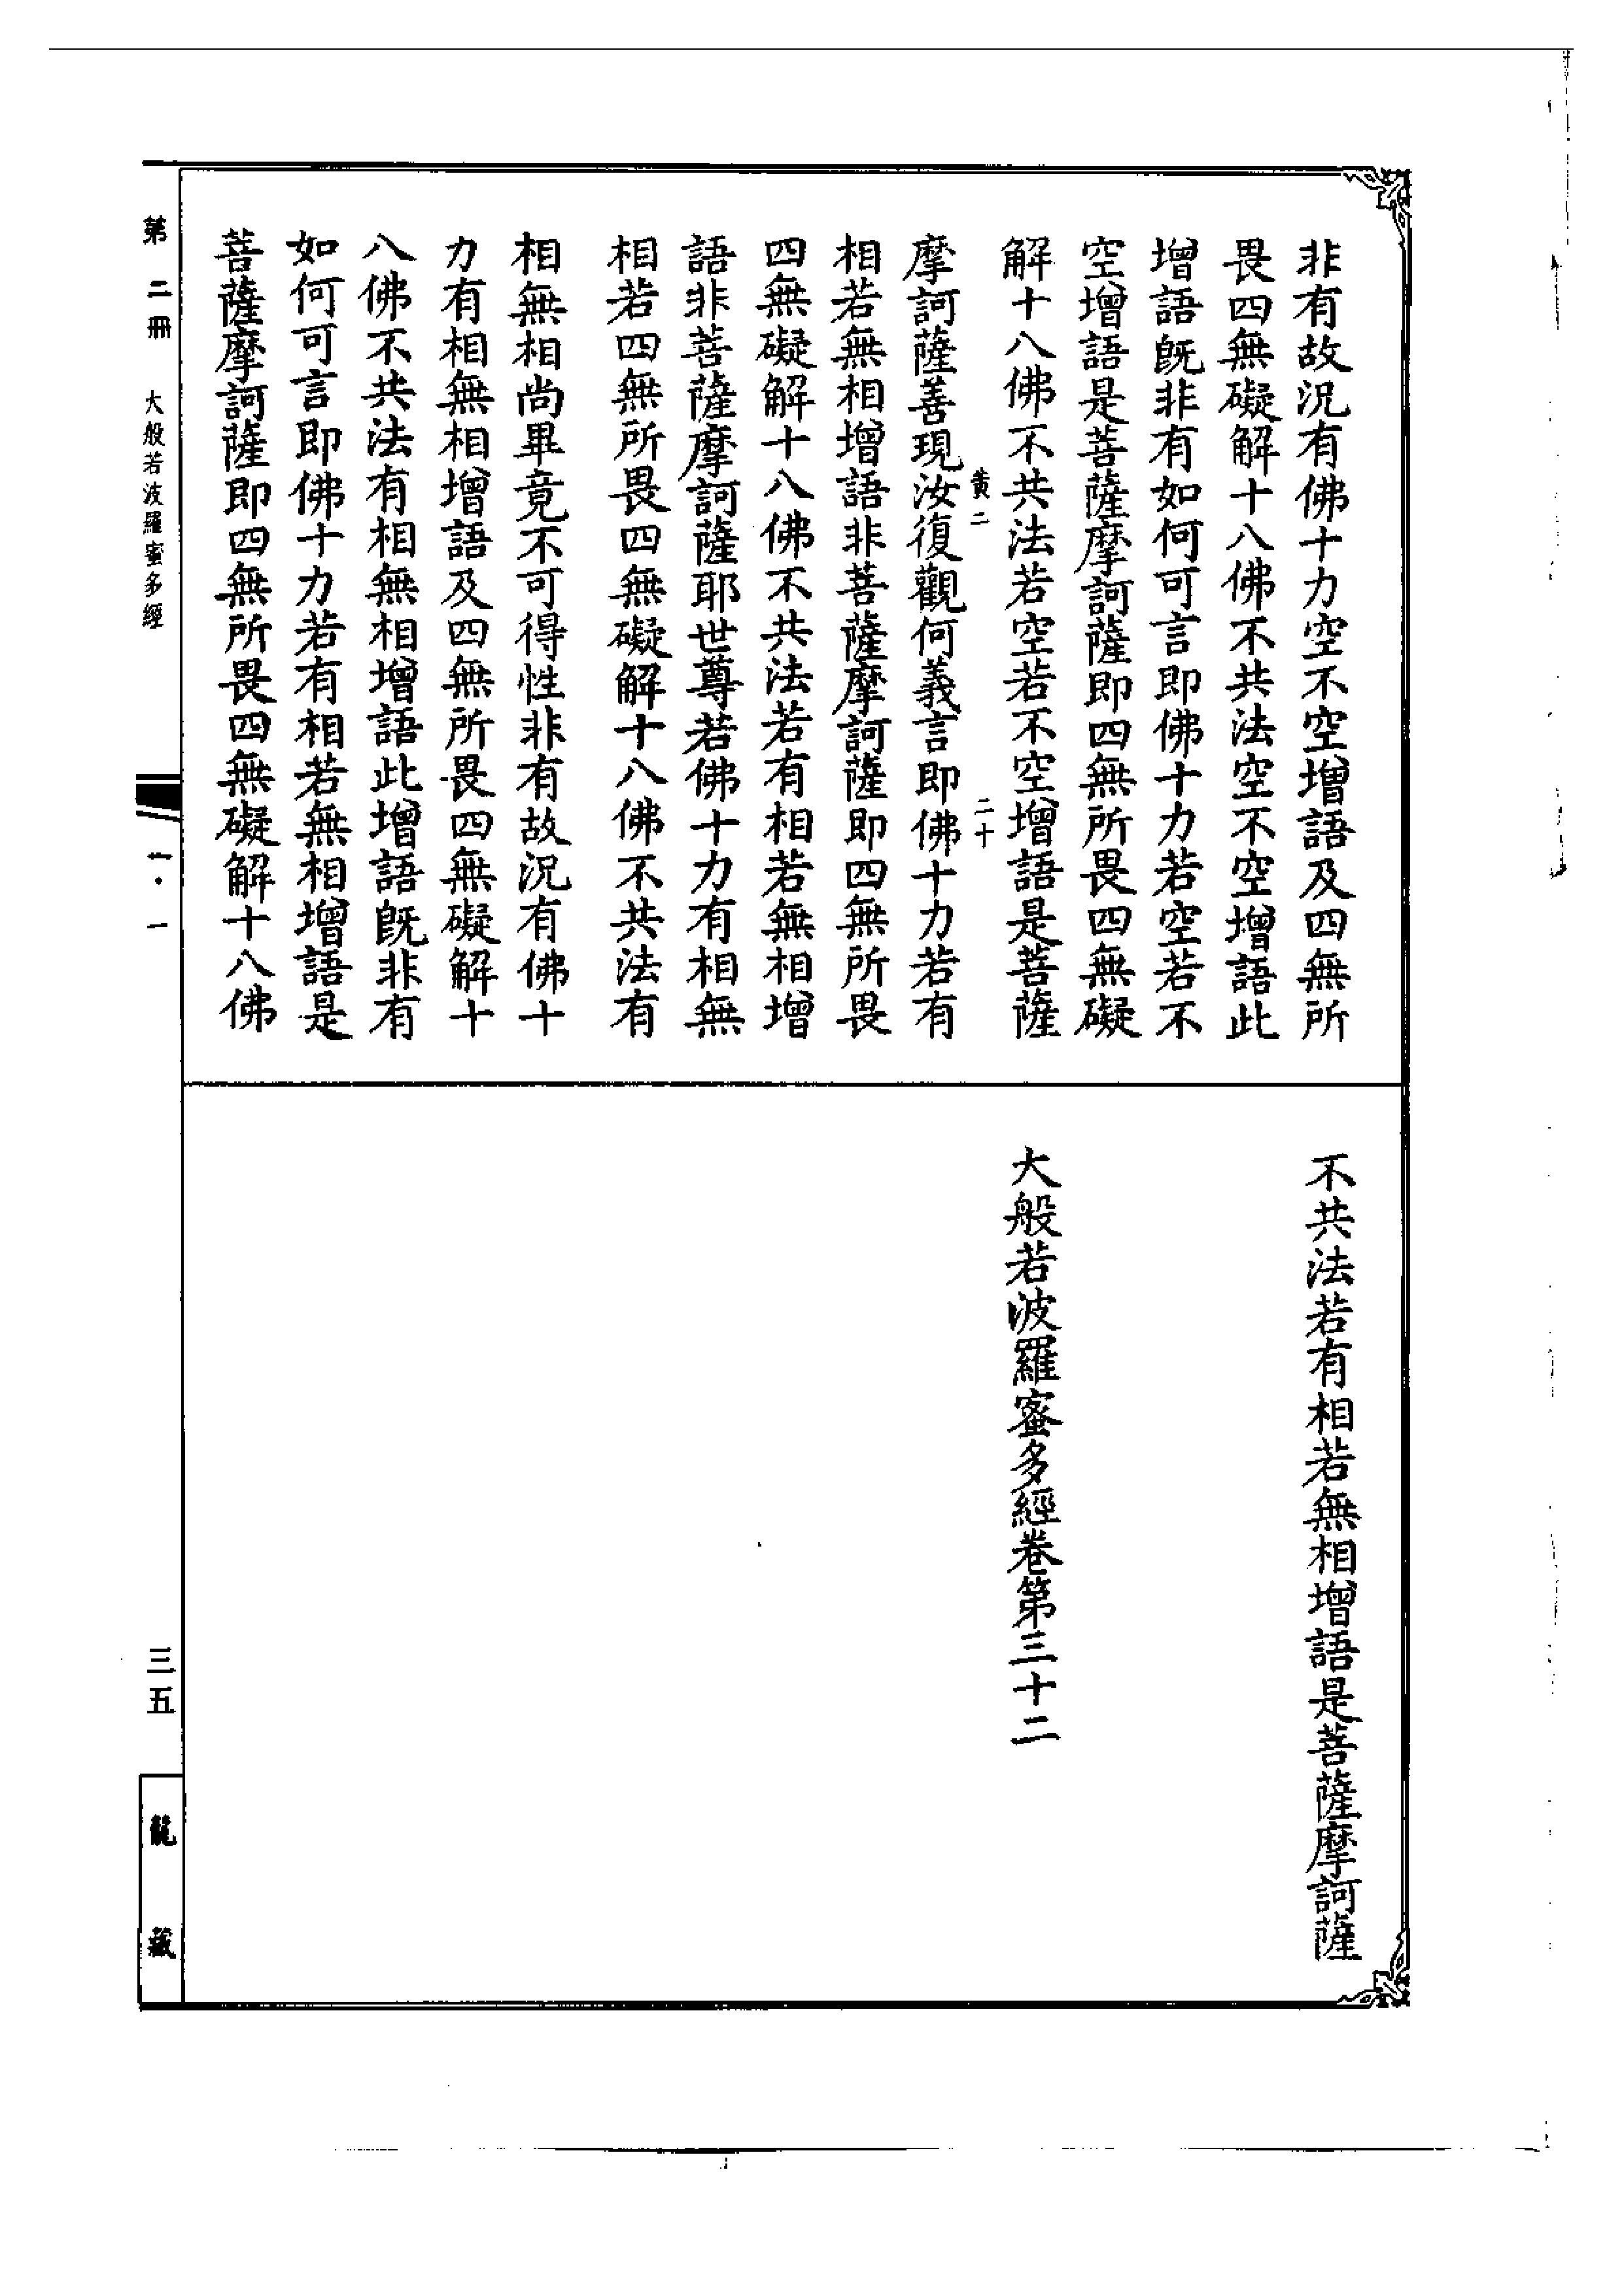 非有故況有佛十力空不空增語及四無所
畏四無礙解十八佛不共法空不空增語此
增語旣非有如何可言即佛十力若空若不
空增語是菩薩摩訶薩即四無所畏四無礙
解十八佛不共法若空若不空增語是菩薩
黄二 二十
摩訶薩善現汝復觀何義言即佛十力若有
相若無相增語非菩薩摩訶薩即四無所畏
四無礙解十八佛不共法若有相若無相增
語非菩薩摩訶薩耶世尊若佛十力有相無
相若四無所畏四無礙解十八佛不共法有
相無相尚畢竟不可得性非有故況有佛十
力有相無相增語及四無所畏四無礙解十
八佛不共法有相無相增語此增語旣非有
如何可言即佛十力若有相若無相增語是
菩薩摩訶薩即四無所畏四無礙解十八佛
不共法若有相若無相增語是菩薩摩訶薩
大般若波羅蜜多經卷第三十二
第二冊 大般若波羅蜜多經 一·一 三五 龍藏